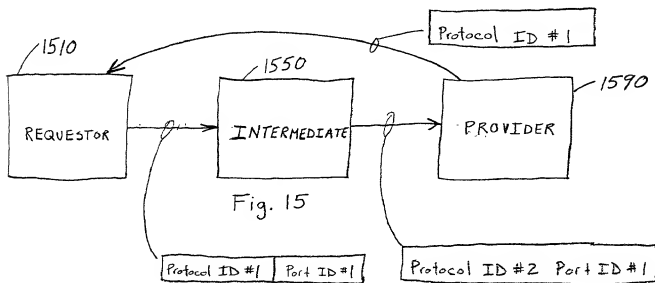 Protocol ID #1
1510
1550
1590
REQUESTOR
INTERMEDIATE
PROVIDER
Fig. 15
Protocol ID #1 Port ID #1
Protocol ID #2 Port ID #1